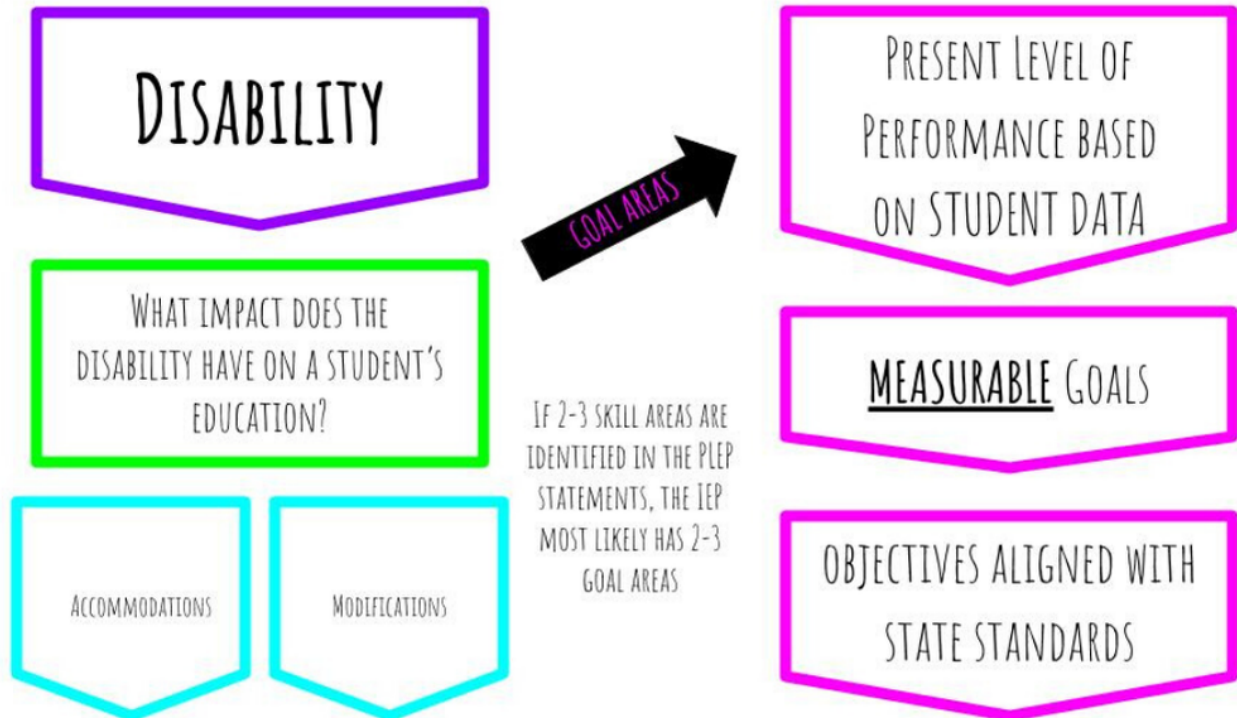 DISABILITY
WHAT IMPACT DOES THE
DISABILITY HAVE ON A STUDENT'S
EDUCATION?
ACCOMMODATIONS
MODIFICATIONS
GOAL AREAS
IF 2-3 SKILL AREAS ARE
IDENTIFIED IN THE PLEP
STATEMENTS, THE IEP
MOST LIKELY HAS 2-3
GOAL AREAS
PRESENT LEVEL OF
PERFORMANCE BASED
ON STUDENT DATA
MEASURABLE GOALS
OBJECTIVES ALIGNED WITH
STATE STANDARDS